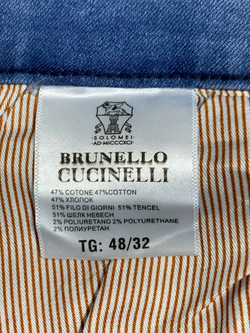 SOLOMEI
AD MCCCXCI
BRUNELLO
CUCINELLI
47% COTONE 47%COTTON
47% ХЛОПОК
51% FILO DI GIORNI 51% TENCEL
51% ШЕЛК НЕБЕСН
2% POLIURETANO 2% POLYURETHANE
2% ПОЛИУРЕТАН
TG: 48/32